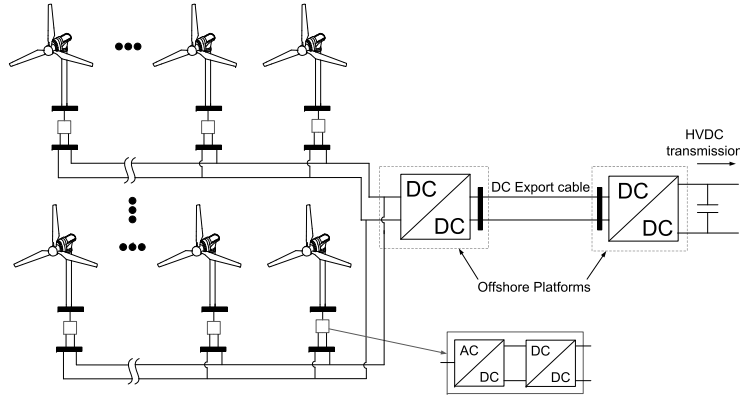 HVDC
transmission
DC
DC
DC Export cable
DC
DC
Offshore Platforms
AC
DC
DC
DC